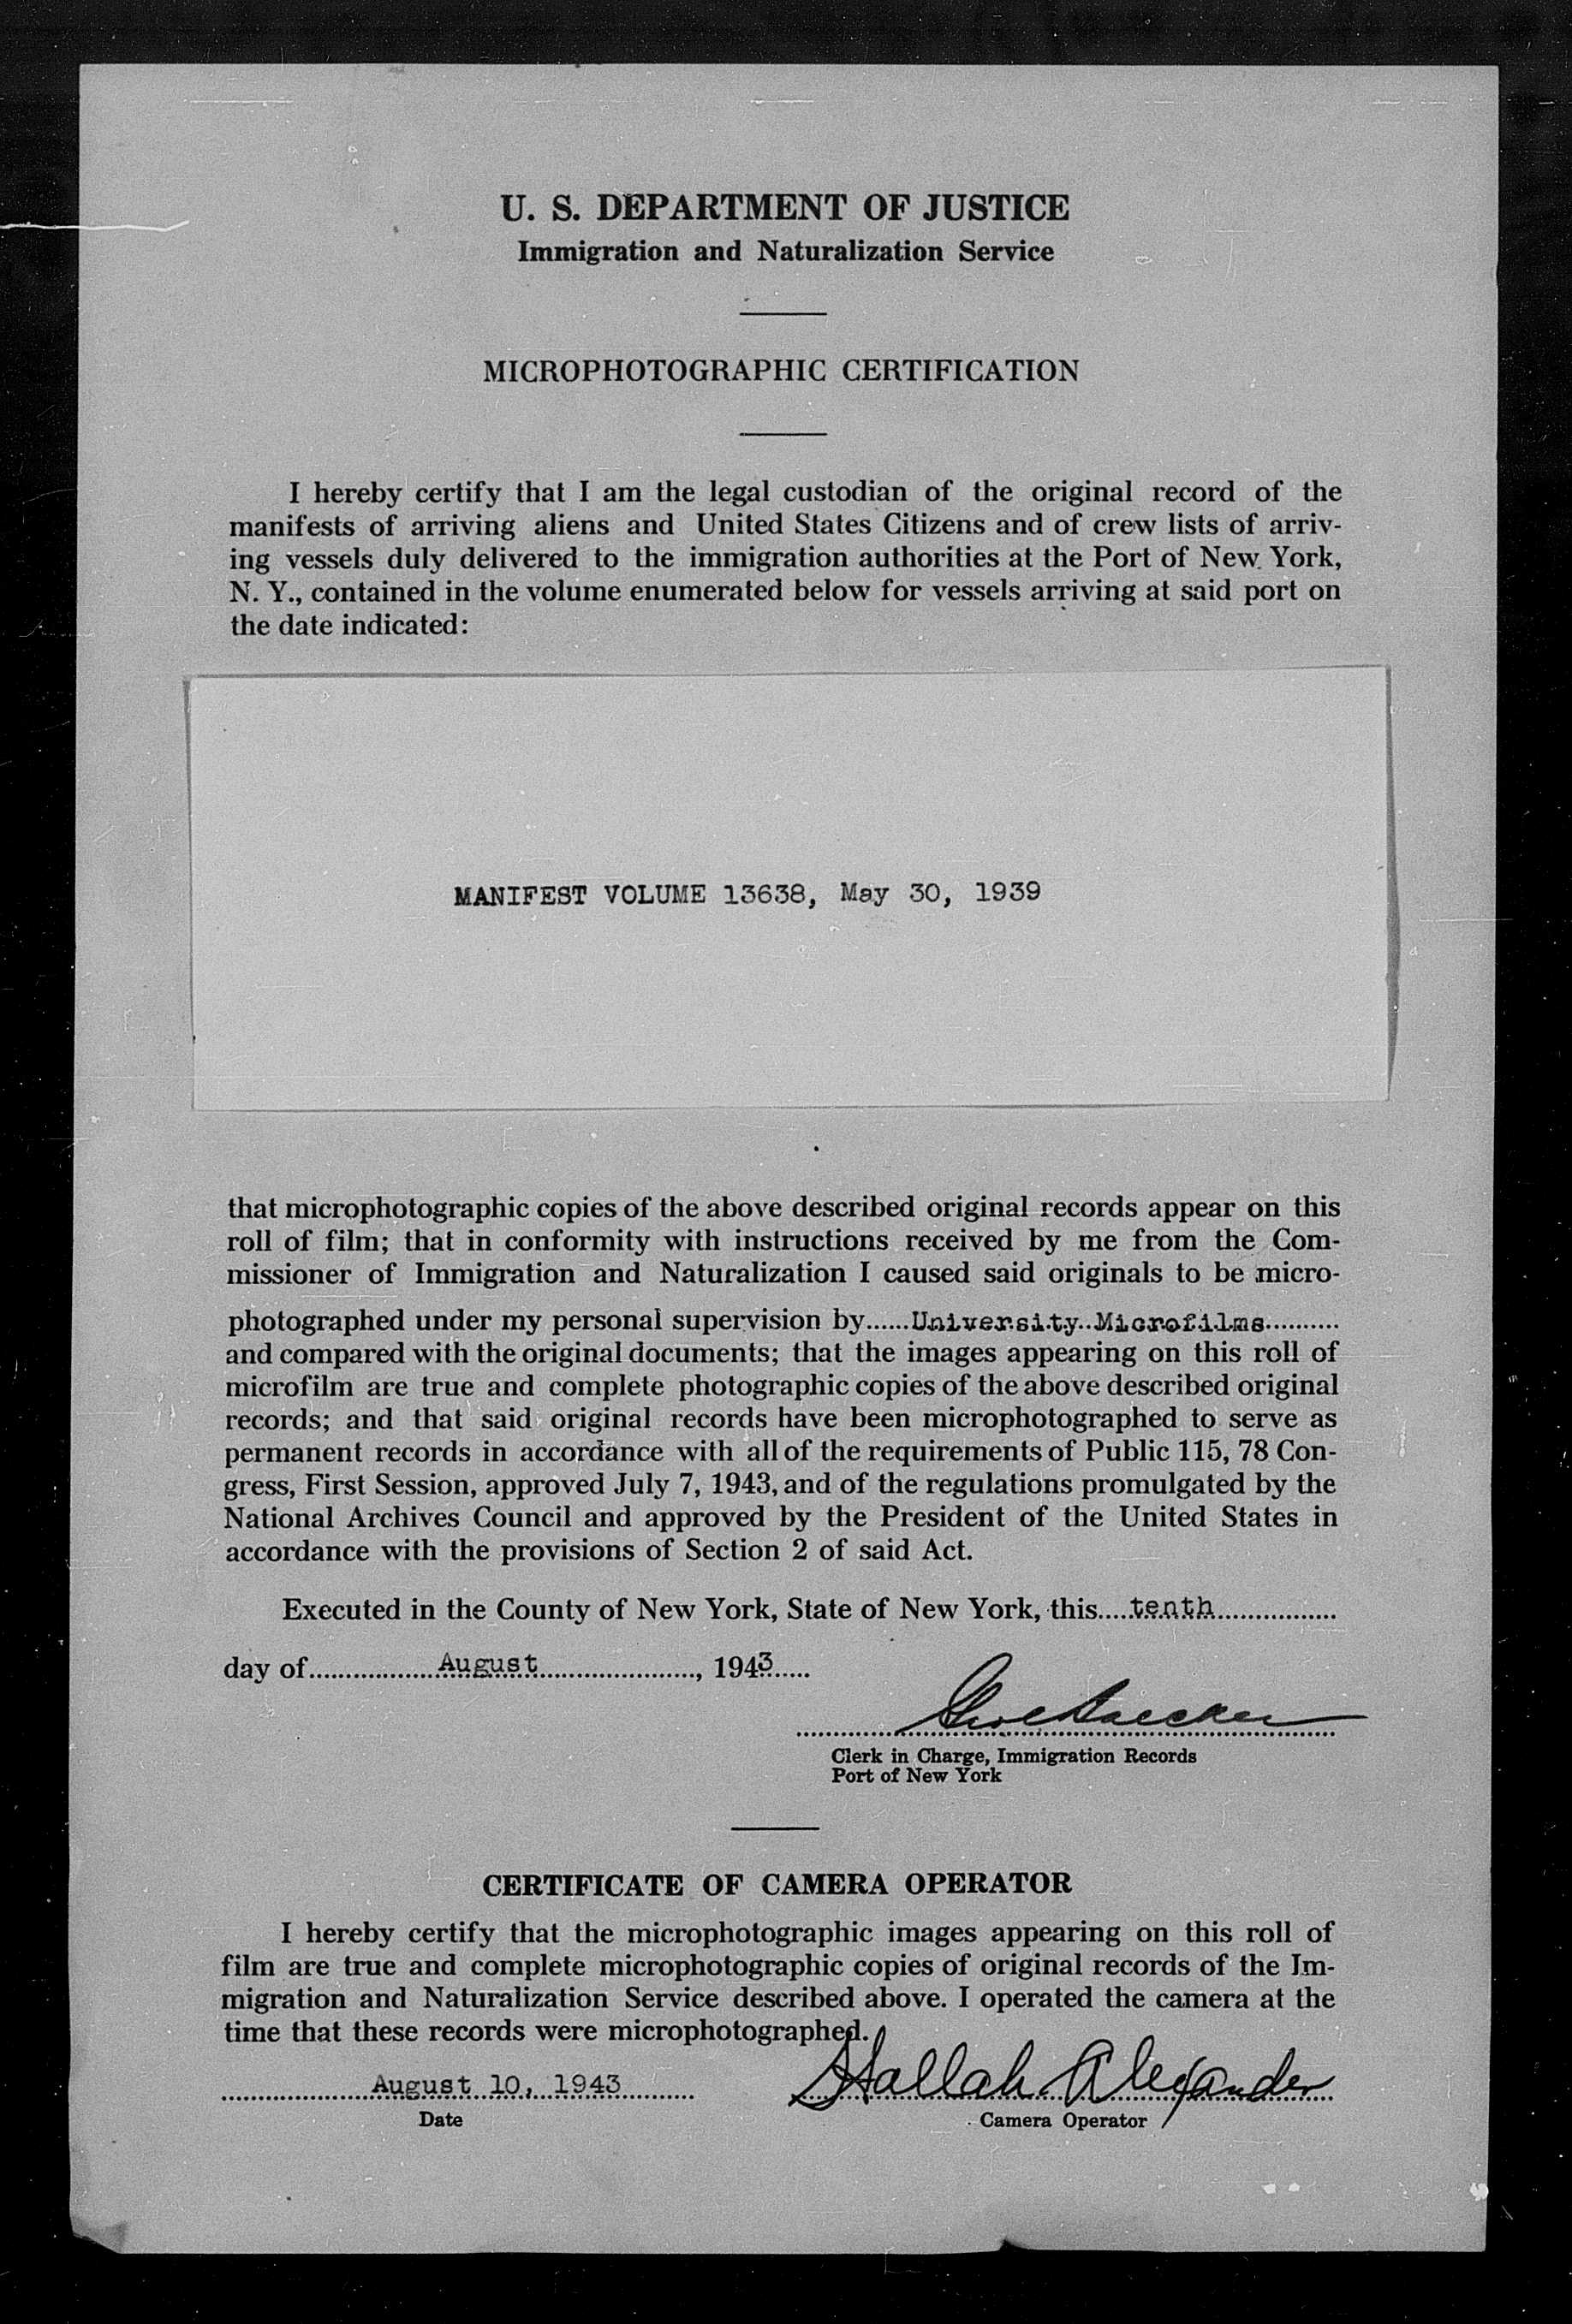 U. S. DEPARTMENT OF JUSTICE
Immigration and Naturalization Service
MICROPHOTOGRAPHIC CERTIFICATION
I hereby certify that I am the legal custodian of the original record of the
manifests of arriving aliens and United States Citizens and of crew lists of arriv-
ing vessels duly delivered to the immigration authorities at the Port of New York,
N. Y., contained in the volume enumerated below for vessels arriving at said port on
the date indicated:
MANIFEST VOLUME 13638, May 30, 1939
that microphotographic copies of the above described original records appear on this
roll of film; that in conformity with instructions received by me from the Com-
missioner of Immigration and Naturalization I caused said originals to be micro-
photographed under my personal supervision by......University Microfilms..........
and compared with the original documents; that the images appearing on this roll of
microfilm are true and complete photographic copies of the above described original
records; and that said original records have been microphotographed to serve as
permanent records in accordance with all of the requirements of Public 115, 78 Con-
gress, First Session, approved July 7, 1943, and of the regulations promulgated by the
National Archives Council and approved by the President of the United States in
accordance with the provisions of Section 2 of said Act.
Executed in the County of New York, State of New York, this.....tenth.................
day of...................August......................, 1943.....
Clerk in Charge, Immigration Records
Port of New York
CERTIFICATE OF CAMERA OPERATOR
I hereby certify that the microphotographic images appearing on this roll of
film are true and complete microphotographic copies of original records of the Im-
migration and Naturalization Service described above. I operated the camera at the
time that these records were microphotographed.
August 10, 1943 Hallah Alexander
Date Camera Operator